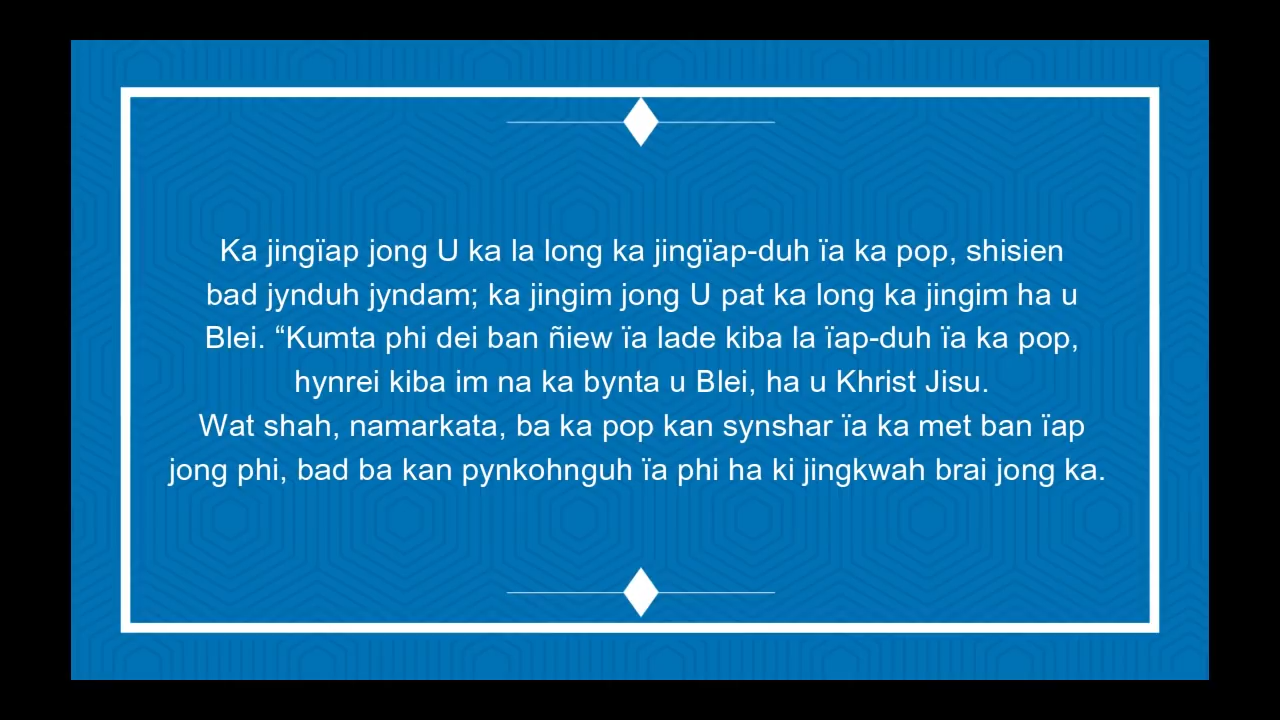 Ka jingïap jong U ka la long ka jingïap-duh ïa ka pop, shisien
bad jynduh jyndam; ka jingim jong U pat ka long ka jingim ha u
Blei. “Kumta phi dei ban ñiew ïa lade kiba la ïap-duh ïa ka pop,
hynrei kiba im na ka bynta u Blei, ha u Khrist Jisu.
Wat shah, namarkata, ba ka pop kan synshar ïa ka met ban ïap
jong phi, bad ba kan pynkohnguh ïa phi ha ki jingkwah brai jong ka.